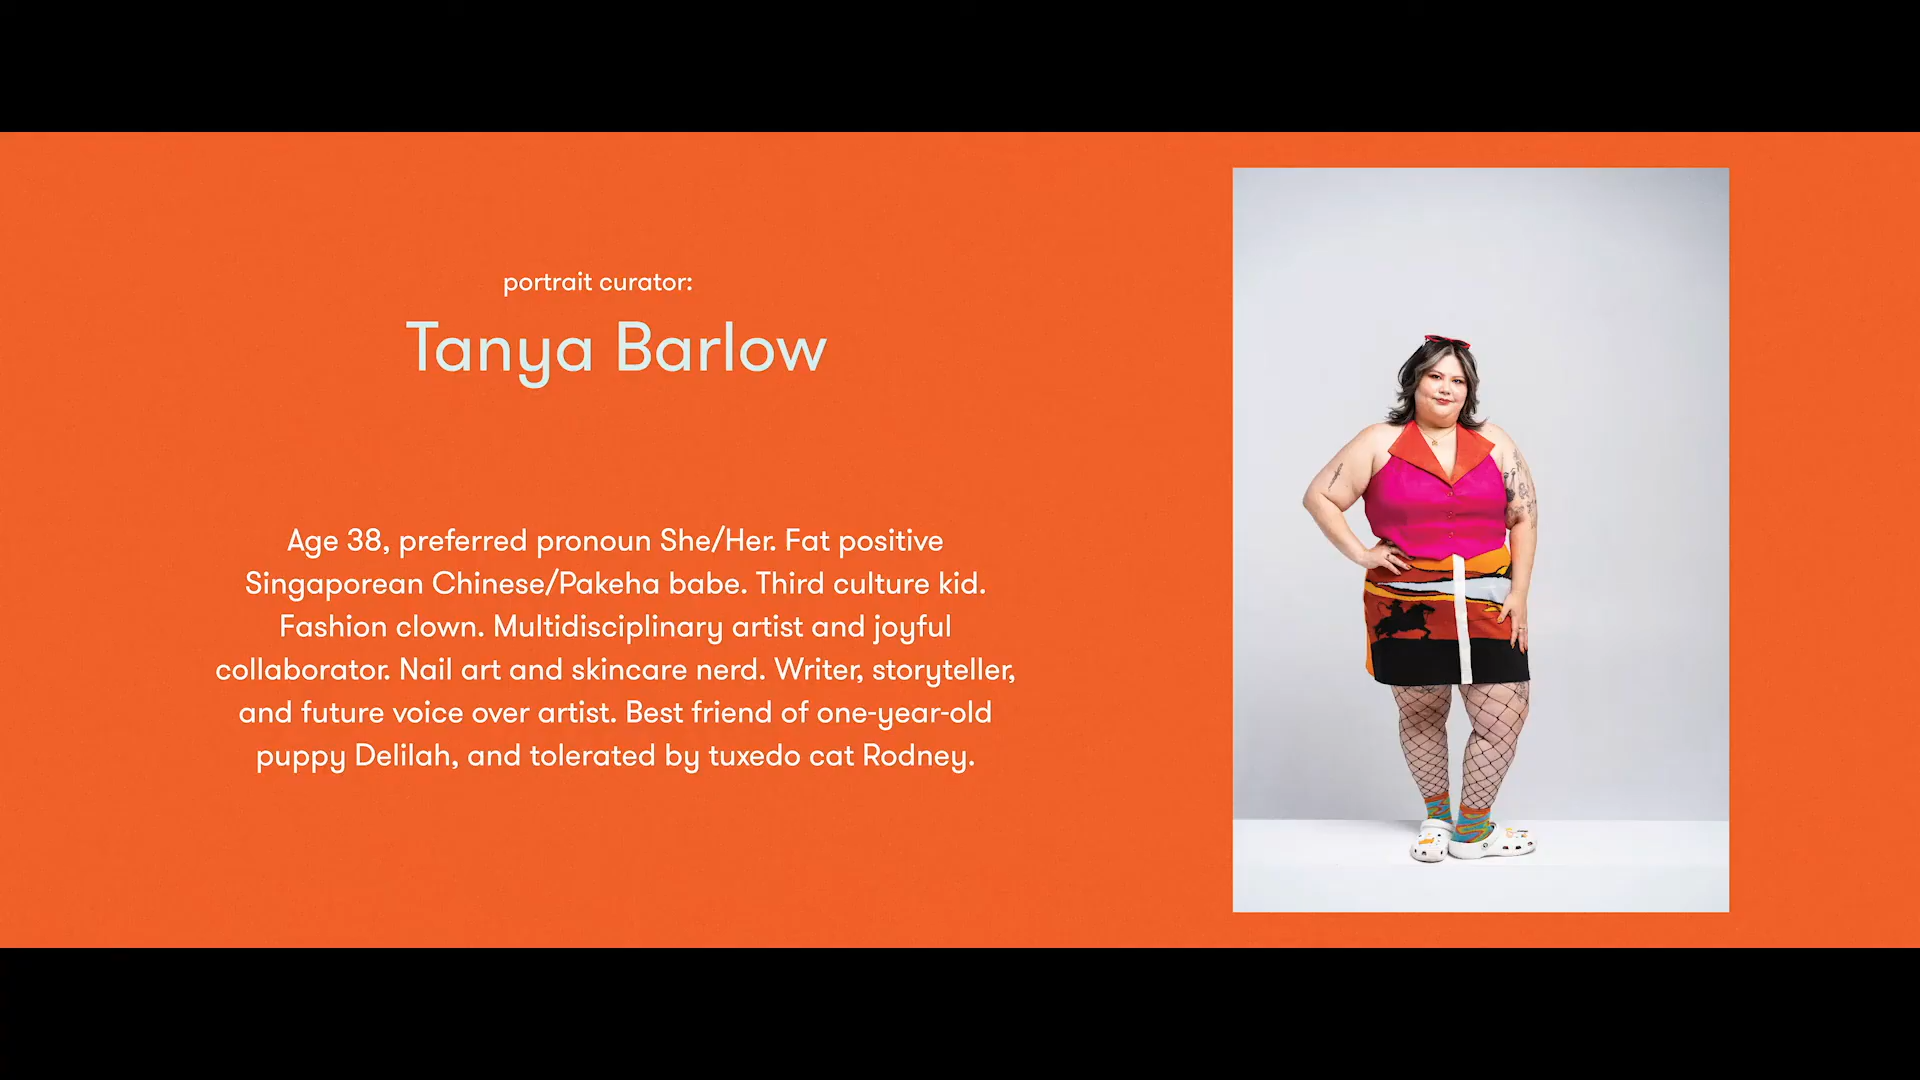 portrait curator:
Tanya Barlow
Age 38, preferred pronoun She/Her. Fat positive
Singaporean Chinese/Pakeha babe. Third culture kid.
Fashion clown. Multidisciplinary artist and joyful
collaborator. Nail art and skincare nerd. Writer, storyteller,
and future voice over artist. Best friend of one-year-old
puppy Delilah, and tolerated by tuxedo cat Rodney.